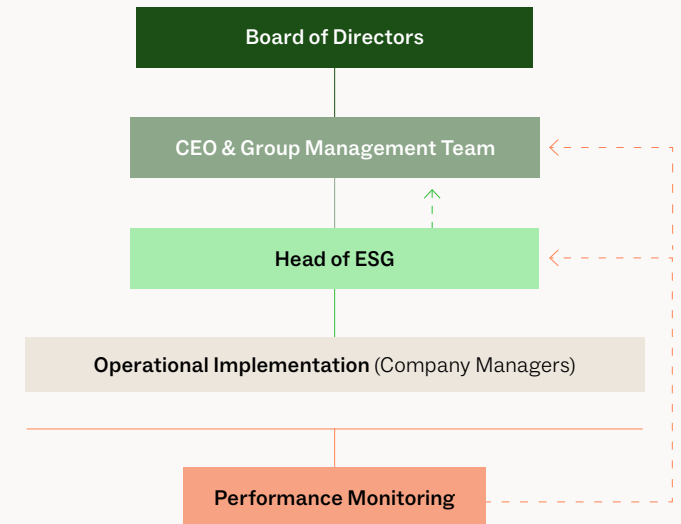 Board of Directors
CEO & Group Management Team
Head of ESG
Operational Implementation (Company Managers)
Performance Monitoring